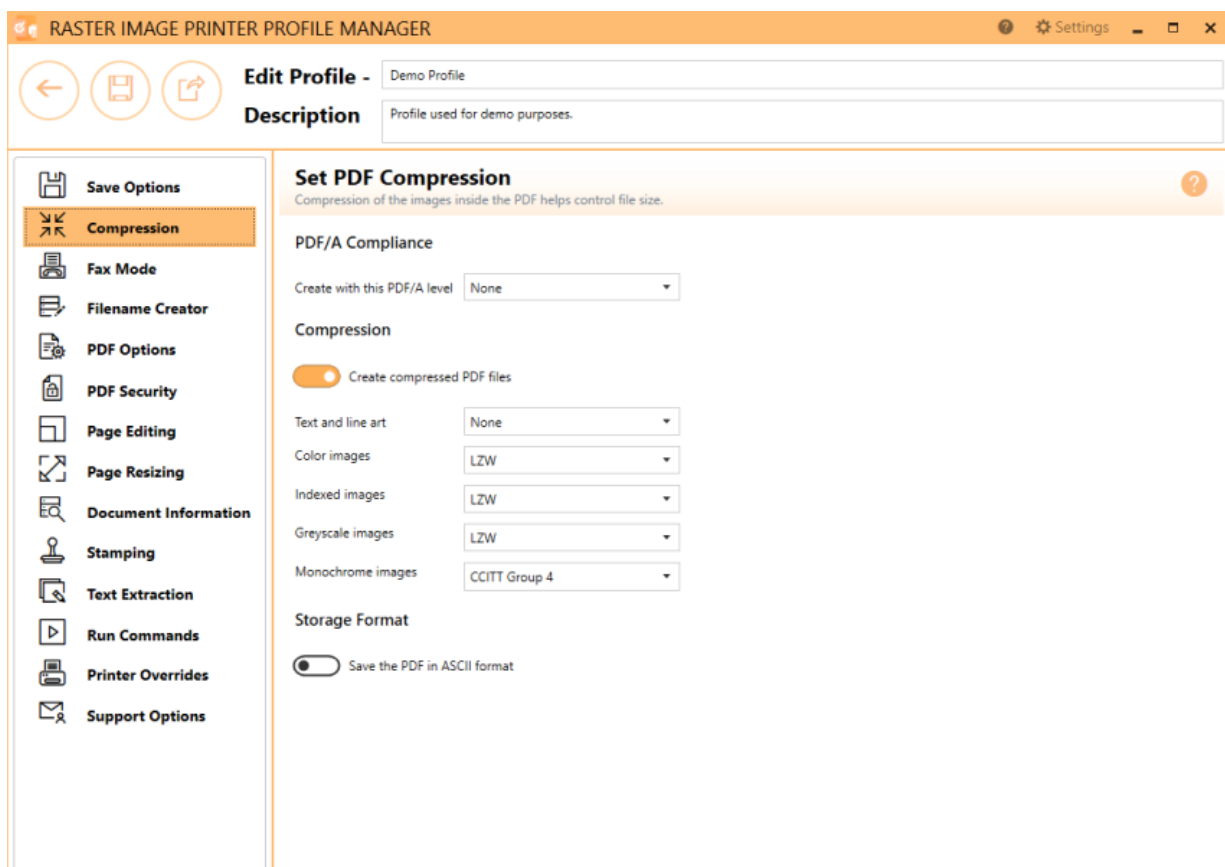 RASTER IMAGE PRINTER PROFILE MANAGER
Settings
Edit Profile - Demo Profile
Description Profile used for demo purposes.
Save Options
Compression
Fax Mode
Filename Creator
PDF Options
PDF Security
Page Editing
Page Resizing
Document Information
Stamping
Text Extraction
Run Commands
Printer Overrides
Support Options
Set PDF Compression
Compression of the images inside the PDF helps control file size.
PDF/A Compliance
Create with this PDF/A level None
Compression
Create compressed PDF files
Text and line art None
Color images LZW
Indexed images LZW
Greyscale images LZW
Monochrome images CCITT Group 4
Storage Format
Save the PDF in ASCII format